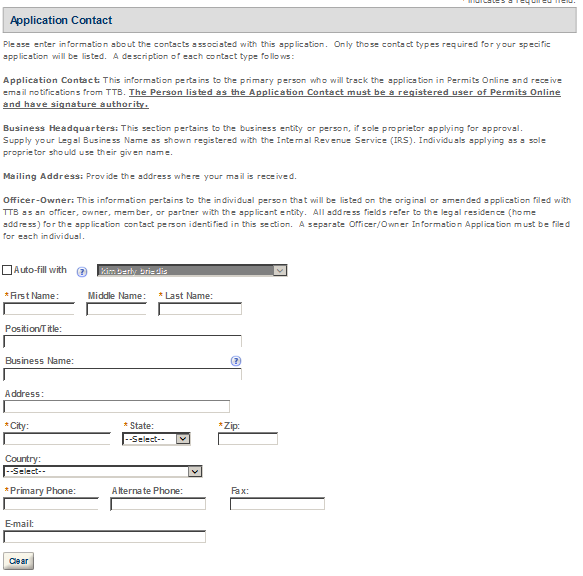 * indicates a required field.
Application Contact
Please enter information about the contacts associated with this application.  Only those contact types required for your specific
application will be listed.  A description of each contact type follows:
Application Contact: This information pertains to the primary person who will track the application in Permits Online and receive
email notifications from TTB. The Person listed as the Application Contact must be a registered user of Permits Online
and have signature authority.
Business Headquarters: This section pertains to the business entity or person, if sole proprietor applying for approval.
Supply your Legal Business Name as shown registered with the Internal Revenue Service (IRS). Individuals applying as a sole
proprietor should use their given name.
Mailing Address: Provide the address where your mail is received.
Officer-Owner: This information pertains to the individual person that will be listed on the original or amended application filed with
TTB as an officer, owner, member, or partner with the applicant entity.  All address fields refer to the legal residence (home
address) for the application contact person identified in this section.  A separate Officer/Owner Information Application must be filed
for each individual.
Auto-fill with ? Kimberly Briedis
*First Name: Middle Name: *Last Name:
Position/Title:
Business Name: ?
Address:
*City: *State: *Zip:
--Select--
Country:
--Select--
*Primary Phone: Alternate Phone: Fax:
E-mail:
Clear